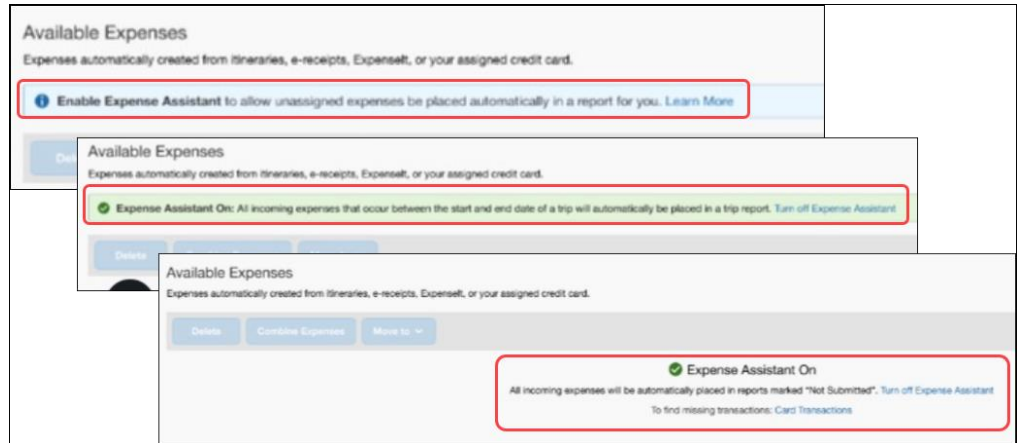 Available Expenses
Expenses automatically created from itineraries, e-receipts, ExpenseIt, or your assigned credit card.
Enable Expense Assistant to allow unassigned expenses be placed automatically in a report for you. Learn More
Available Expenses
Expenses automatically created from itineraries, e-receipts, ExpenseIt, or your assigned credit card.
Expense Assistant On: All incoming expenses that occur between the start and end date of a trip will automatically be placed in a trip report. Turn off Expense Assistant
Delete
Available Expenses
Expenses automatically created from itineraries, e-receipts, ExpenseIt, or your assigned credit card.
Delete Combine Expenses Move to
Expense Assistant On
All incoming expenses will be automatically placed in reports marked "Not Submitted". Turn off Expense Assistant
To find missing transactions: Card Transactions